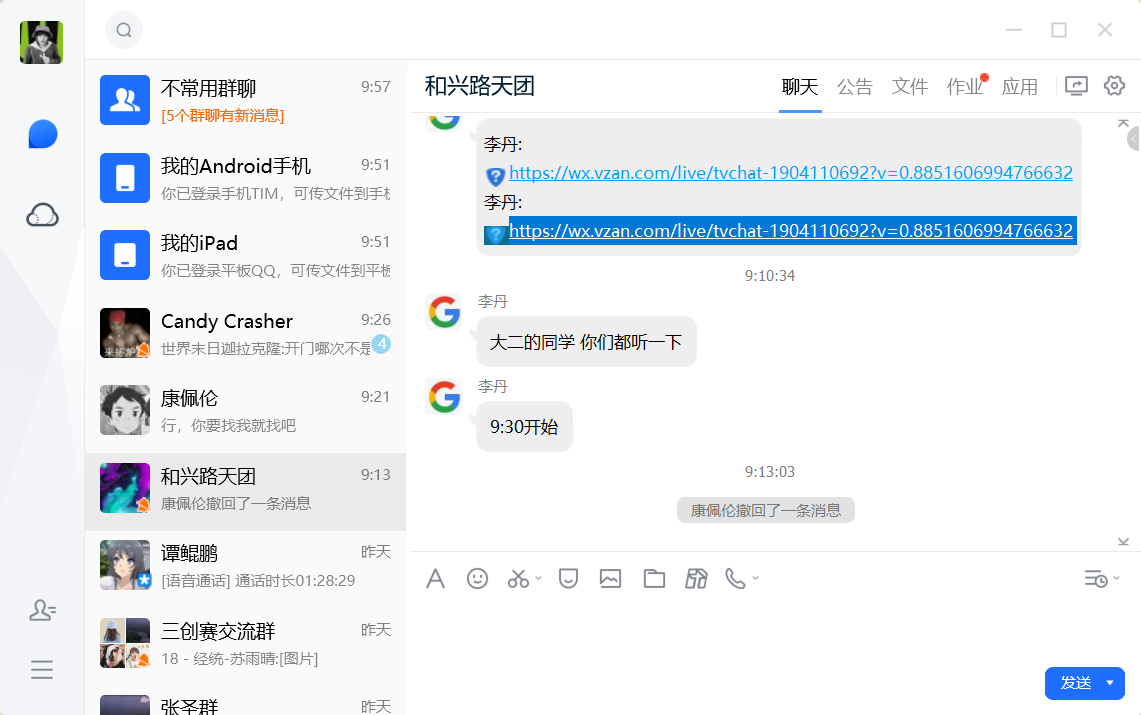 不常用群聊
9:57
[5个群聊有新消息]
我的Android手机
9:51
你已登录手机TIM，可传文件到手机
我的iPad
9:51
你已登录平板QQ，可传文件到平板
Candy Crasher
9:26
世界末日迦拉克隆:开门哪次不是
4
康佩伦
9:21
行，你要找我就找吧
和兴路天团
9:13
康佩伦撤回了一条消息
谭鲲鹏
昨天
[语音通话] 通话时长01:28:29
三创赛交流群
昨天
18 - 经统-苏雨晴:[图片]
张圣群
昨天
和兴路天团
聊天 公告 文件 作业 应用
李丹:
https://wx.vzan.com/live/tvchat-1904110692?v=0.8851606994766632
李丹:
https://wx.vzan.com/live/tvchat-1904110692?v=0.8851606994766632
9:10:34
李丹
大二的同学 你们都听一下
李丹
9:30开始
9:13:03
康佩伦撤回了一条消息
发送